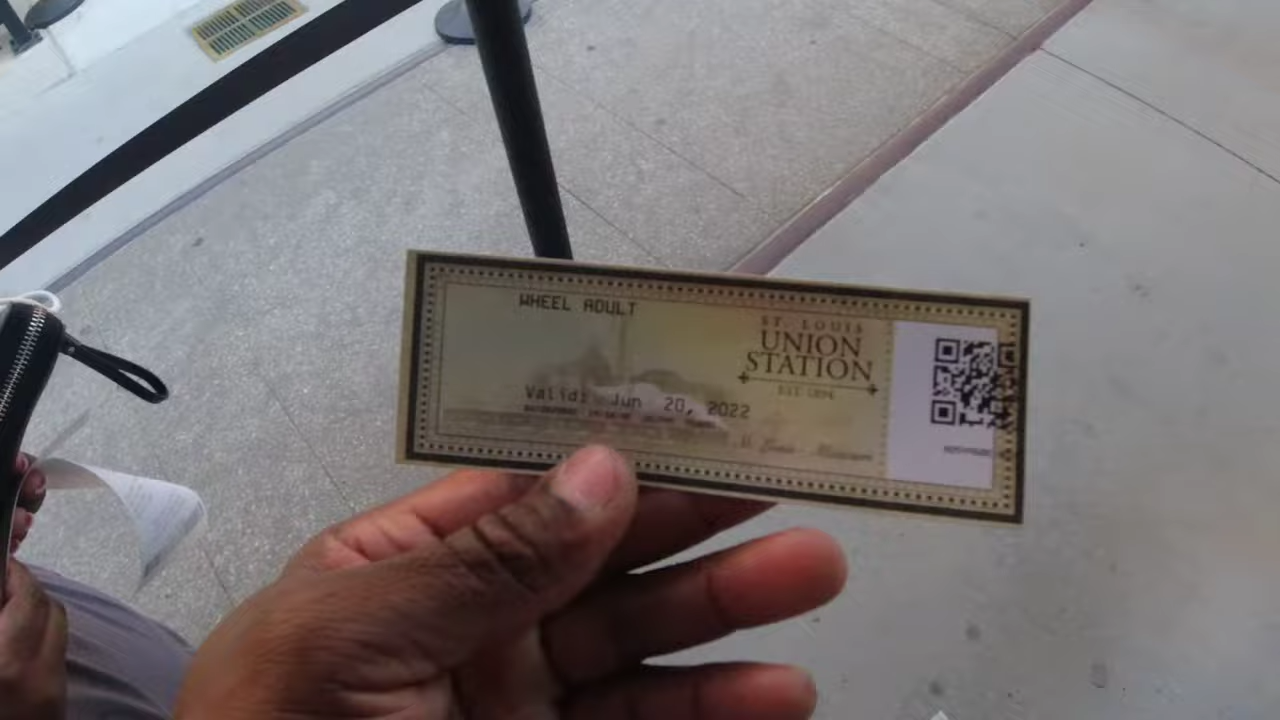 WHEEL ADULT
ST. LOUIS
UNION
STATION
EST. 1894
Valid: Jun 20, 2022